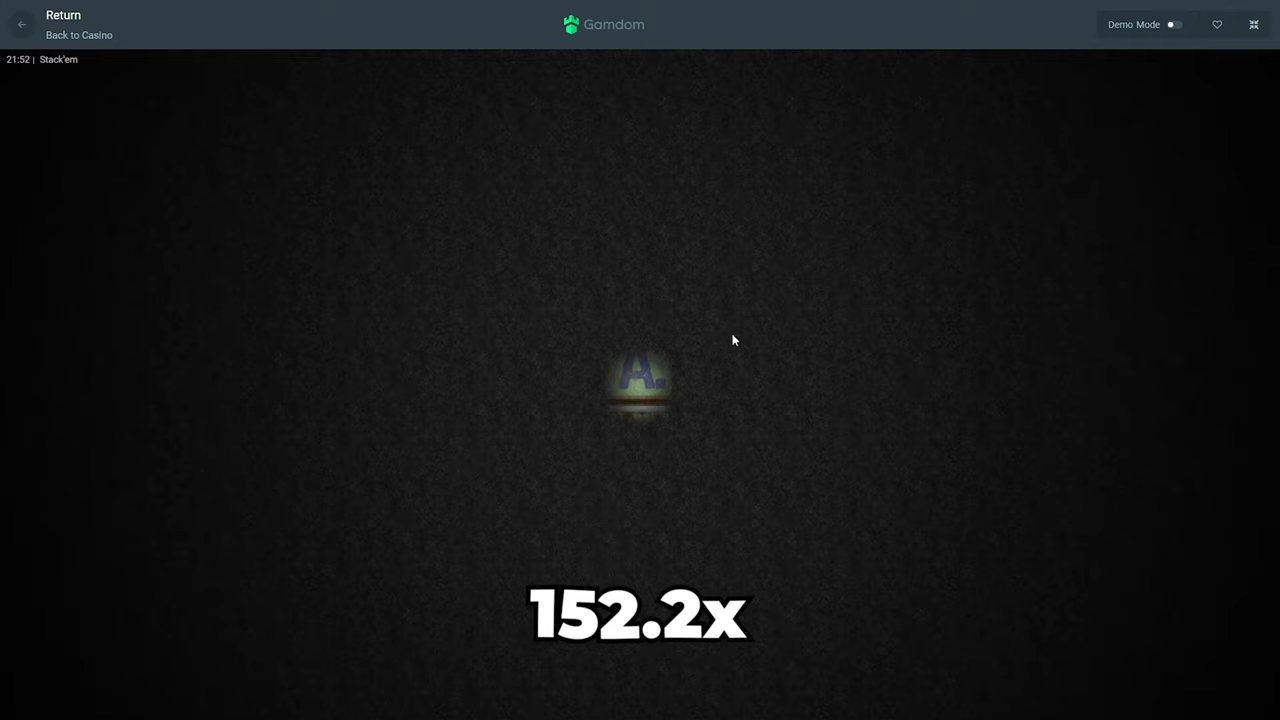 Return
Back to Casino
Gamdom
Demo Mode
21:52 | Stack'em
A.
152.2x